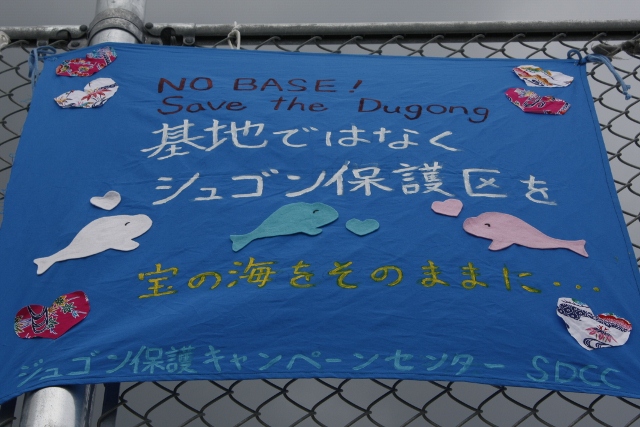 NO BASE!
Save the Dugong
基地ではなく
ジュゴン保護区を
宝の海をそのままに...
ジュゴン保護キャンペーンセンター SDCC